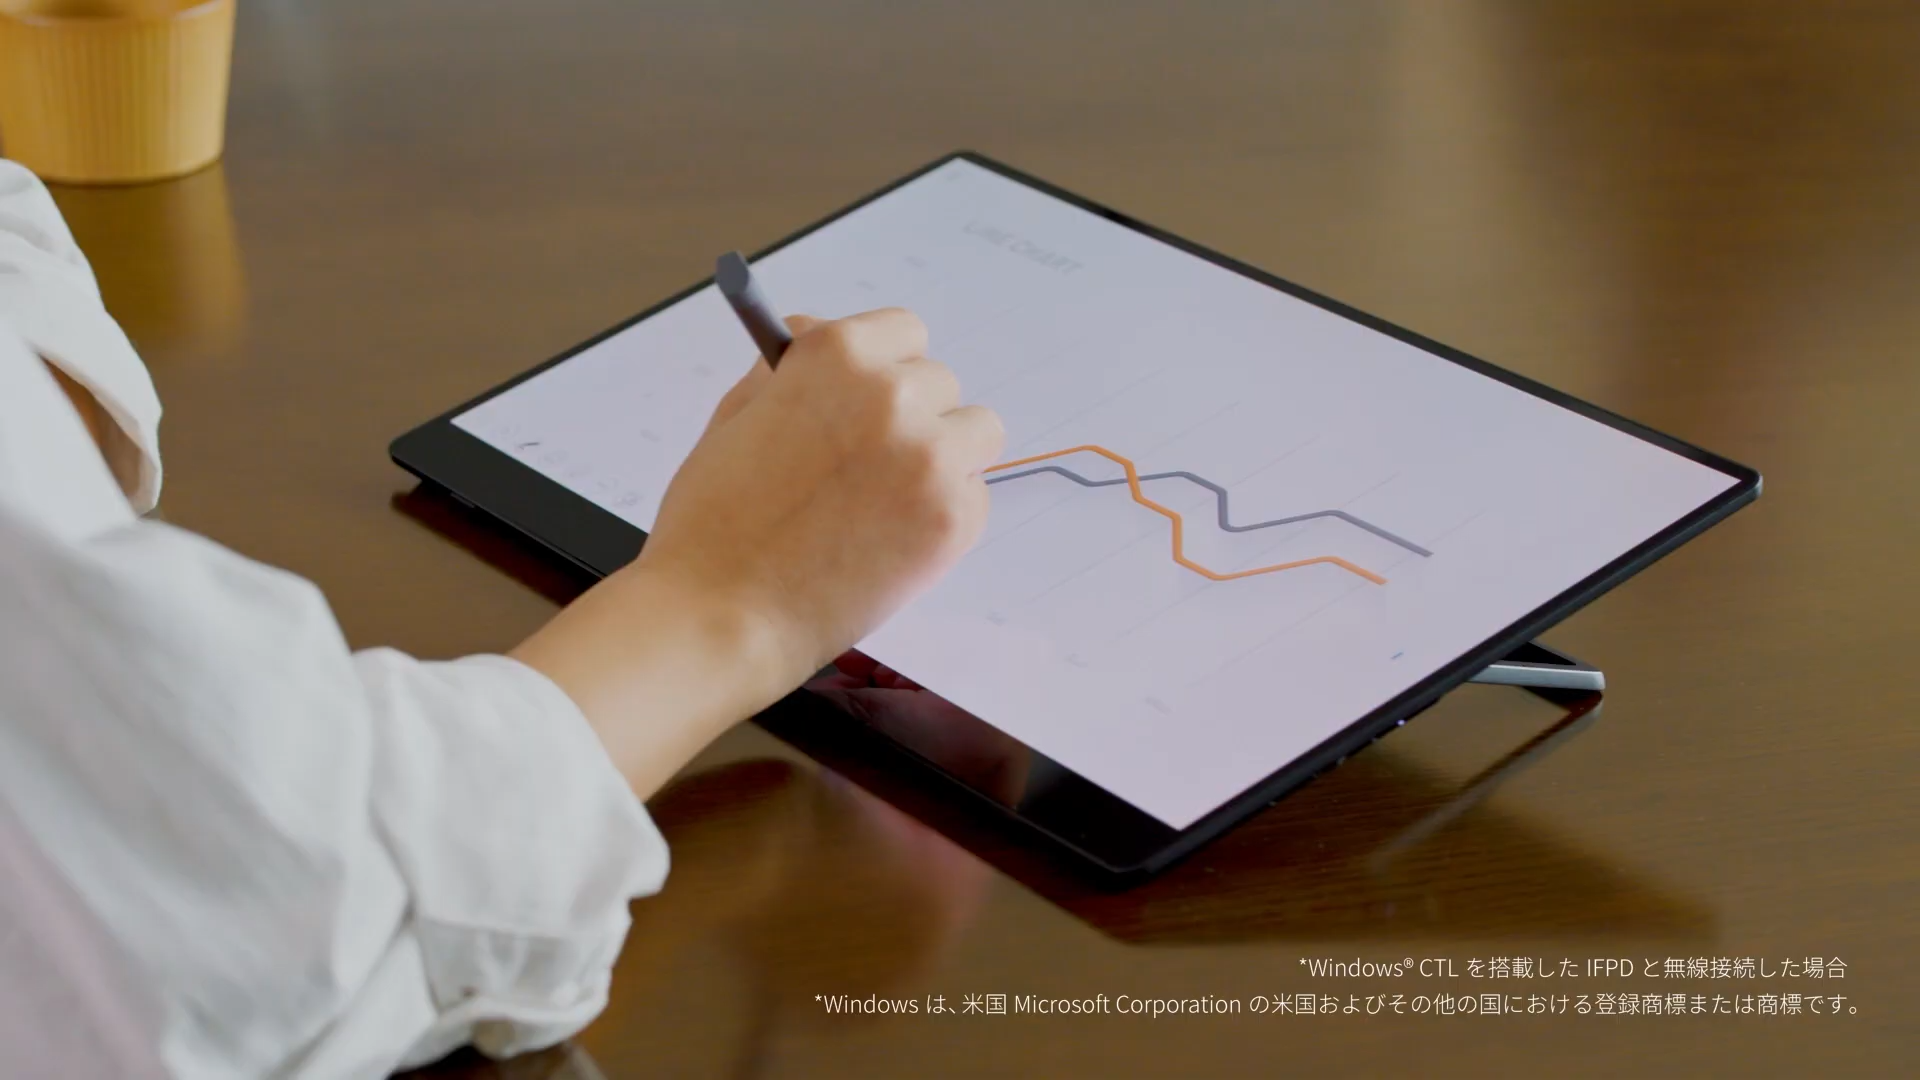 LINE CHART
*Windows® CTL を搭載した IFPD と無線接続した場合
*Windows は、米国 Microsoft Corporation の米国およびその他の国における登録商標または商標です。